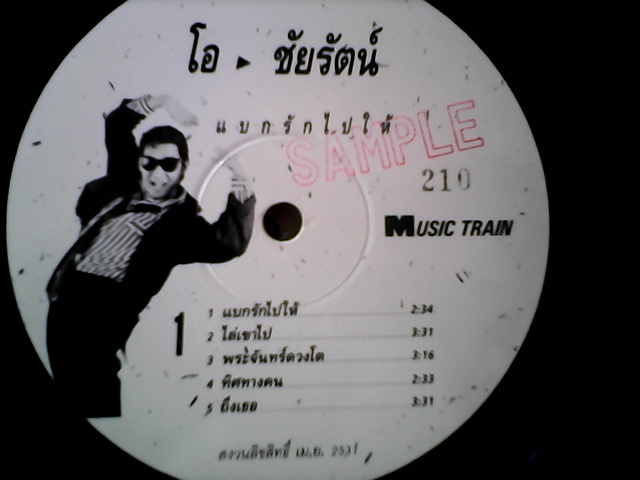 โอ ▸ ชัยรัตน์
แบกรักไปให้
SAMPLE
210
MUSIC TRAIN
1
1 แบกรักไปให้ 2:34
2 ไล่เขาไป 3:31
3 พระจันทร์ดวงโต 3:16
4 ทิศทางคน 2:33
5 ถึงเธอ 3:31
สงวนลิขสิทธิ์ เม.ย. 2531